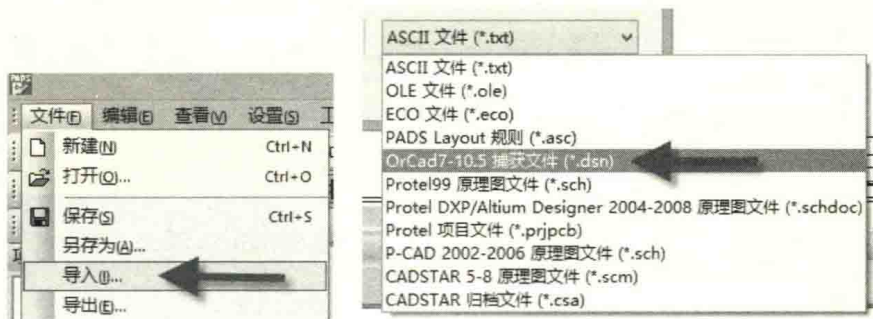 PADS
文件(F) 编辑(E) 查看(V) 设置(S) 工
新建(N) Ctrl+N
打开(O)... Ctrl+O
保存(S) Ctrl+S
另存为(A)...
导入(I)...
导出(E)...
ASCII 文件 (*.txt)
ASCII 文件 (*.txt)
OLE 文件 (*.ole)
ECO 文件 (*.eco)
PADS Layout 规则 (*.asc)
OrCad7-10.5 捕获文件 (*.dsn)
Protel99 原理图文件 (*.sch)
Protel DXP/Altium Designer 2004-2008 原理图文件 (*.schdoc)
Protel 项目文件 (*.prjpcb)
P-CAD 2002-2006 原理图文件 (*.sch)
CADSTAR 5-8 原理图文件 (*.scm)
CADSTAR 归档文件 (*.csa)